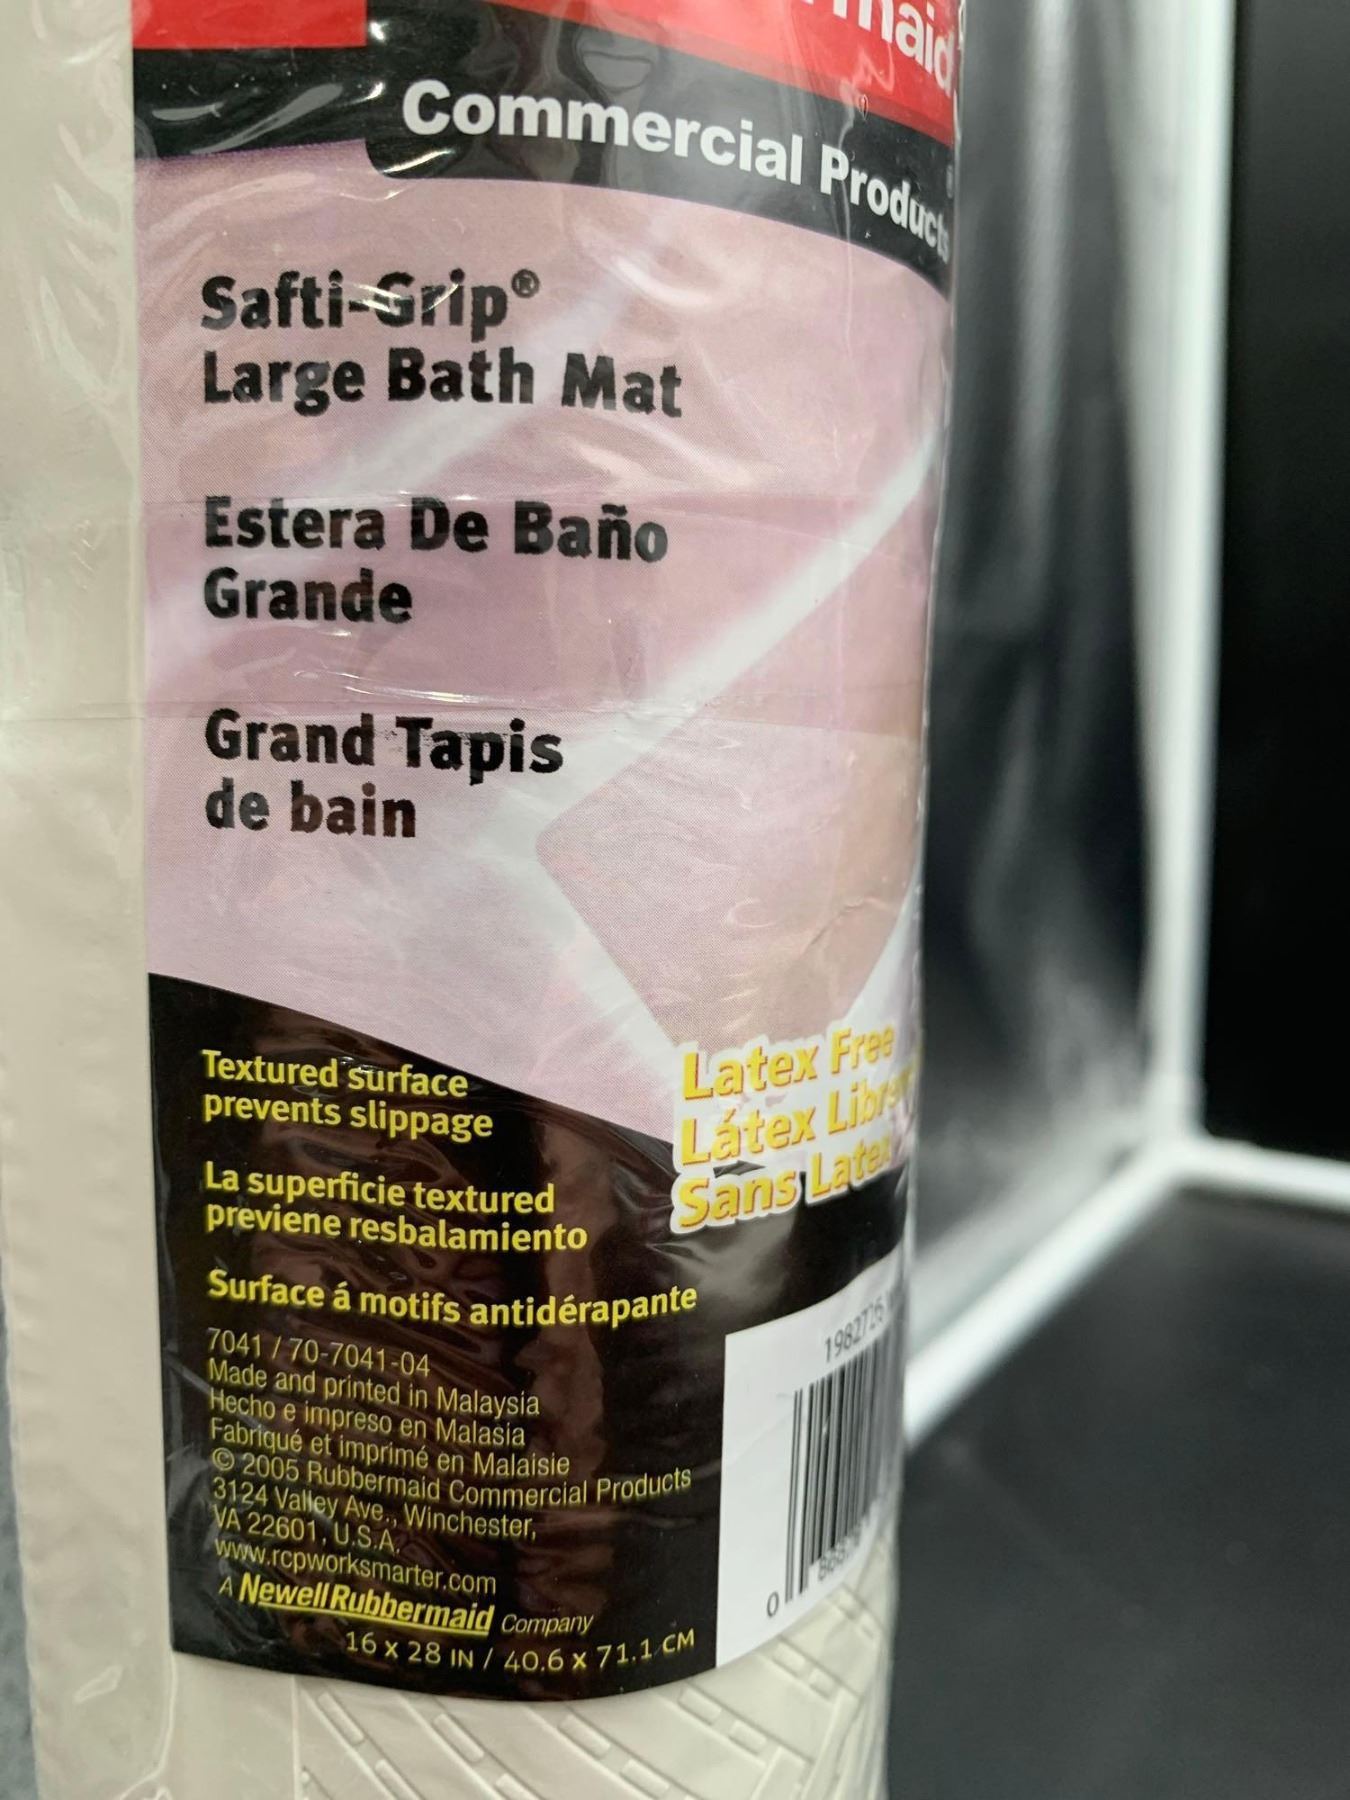 Commercial Products
Safti-Grip®
Large Bath Mat
Estera De Baño
Grande
Grand Tapis
de bain
Textured surface
prevents slippage
La superficie textured
previene resbalamiento
Surface á motifs antidérapante
Latex Free
Látex Libre
Sans Latex
7041 / 70-7041-04
Made and printed in Malaysia
Hecho e impreso en Malasia
Fabriqué et imprimé en Malaisie
© 2005 Rubbermaid Commercial Products
3124 Valley Ave., Winchester,
VA 22601, U.S.A.
www.rcpworksmarter.com
A NewellRubbermaid Company
16 x 28 IN / 40.6 x 71.1 CM
0